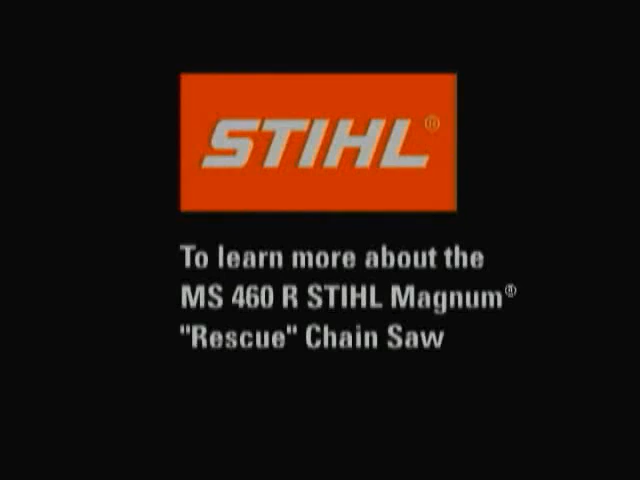 STIHL®
To learn more about the
MS 460 R STIHL Magnum®
"Rescue" Chain Saw